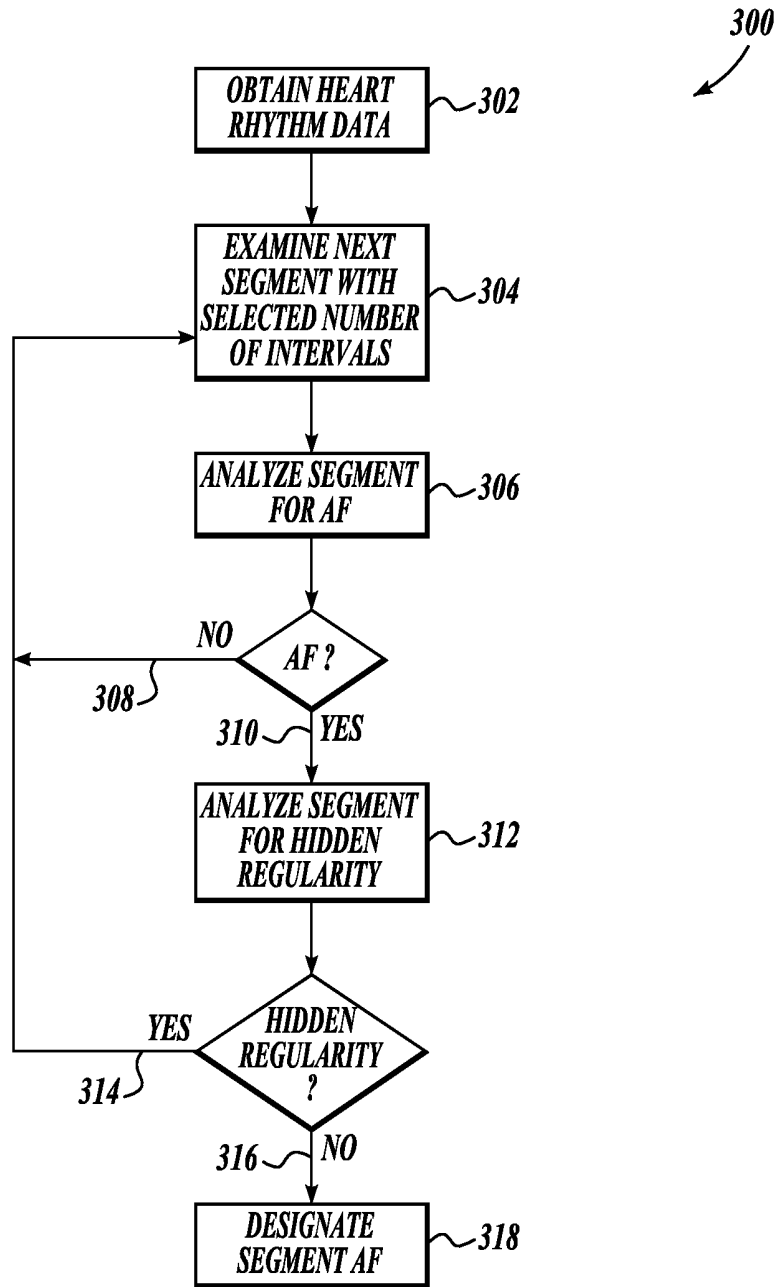 300
OBTAIN HEART
RHYTHM DATA
302
EXAMINE NEXT
SEGMENT WITH
SELECTED NUMBER
OF INTERVALS
304
ANALYZE SEGMENT
FOR AF
306
NO
AF ?
308
310
YES
ANALYZE SEGMENT
FOR HIDDEN
REGULARITY
312
YES
HIDDEN
REGULARITY
?
314
316
NO
DESIGNATE
SEGMENT AF
318